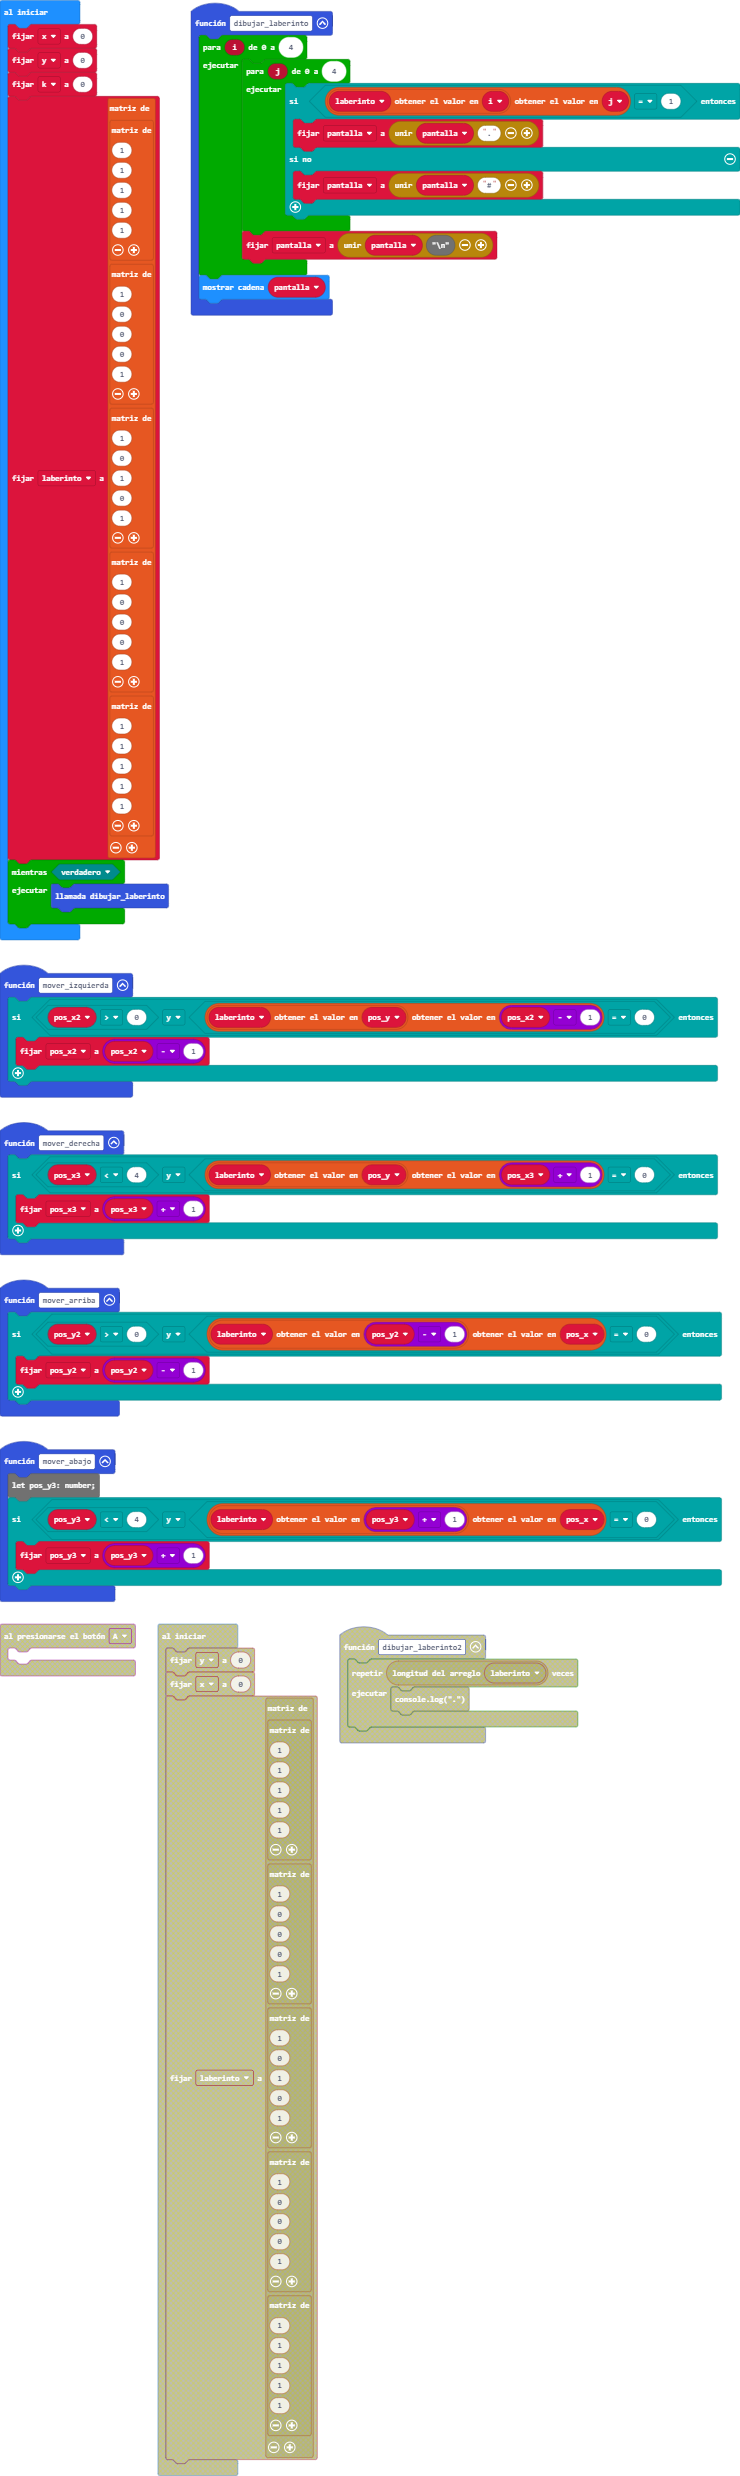 al iniciar
fijar x a 0
fijar y a 0
fijar k a 0
fijar laberinto a
matriz de
matriz de
1
1
1
1
1
matriz de
1
0
0
0
1
matriz de
1
0
1
0
1
matriz de
1
0
0
0
1
matriz de
1
1
1
1
1
mientras verdadero
ejecutar llamada dibujar_laberinto
función dibujar_laberinto
para i de 0 a 4
ejecutar para j de 0 a 4
ejecutar si laberinto obtener el valor en i obtener el valor en j = 1 entonces
fijar pantalla a unir pantalla "."
si no
fijar pantalla a unir pantalla "#"
fijar pantalla a unir pantalla "\n"
mostrar cadena pantalla
función mover_izquierda
si pos_x2 > 0 y laberinto obtener el valor en pos_y obtener el valor en pos_x2 - 1 = 0 entonces
fijar pos_x2 a pos_x2 - 1
función mover_derecha
si pos_x3 < 4 y laberinto obtener el valor en pos_y obtener el valor en pos_x3 + 1 = 0 entonces
fijar pos_x3 a pos_x3 + 1
función mover_arriba
si pos_y2 > 0 y laberinto obtener el valor en pos_y2 - 1 obtener el valor en pos_x = 0 entonces
fijar pos_y2 a pos_y2 - 1
función mover_abajo
let pos_y3: number;
si pos_y3 < 4 y laberinto obtener el valor en pos_y3 + 1 obtener el valor en pos_x = 0 entonces
fijar pos_y3 a pos_y3 + 1
al presionarse el botón A
al iniciar
fijar y a 0
fijar x a 0
fijar laberinto a
matriz de
matriz de
1
1
1
1
1
matriz de
1
0
0
0
1
matriz de
1
0
1
0
1
matriz de
1
0
0
0
1
matriz de
1
1
1
1
1
función dibujar_laberinto2
repetir longitud del arreglo laberinto veces
ejecutar console.log(".")